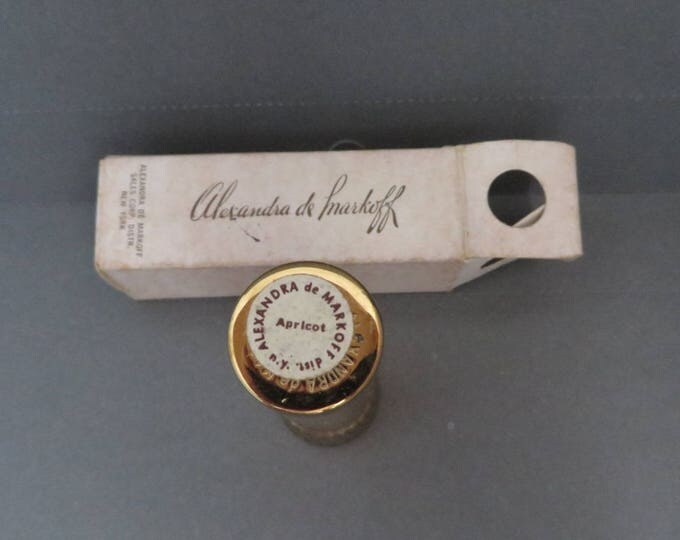 ALEXANDRA DE MARKOFF
SALES CORP. DISTR.
NEW YORK
Alexandra de Markoff
ALEXANDRA de MARKOFF dist. n.y.
Apricot